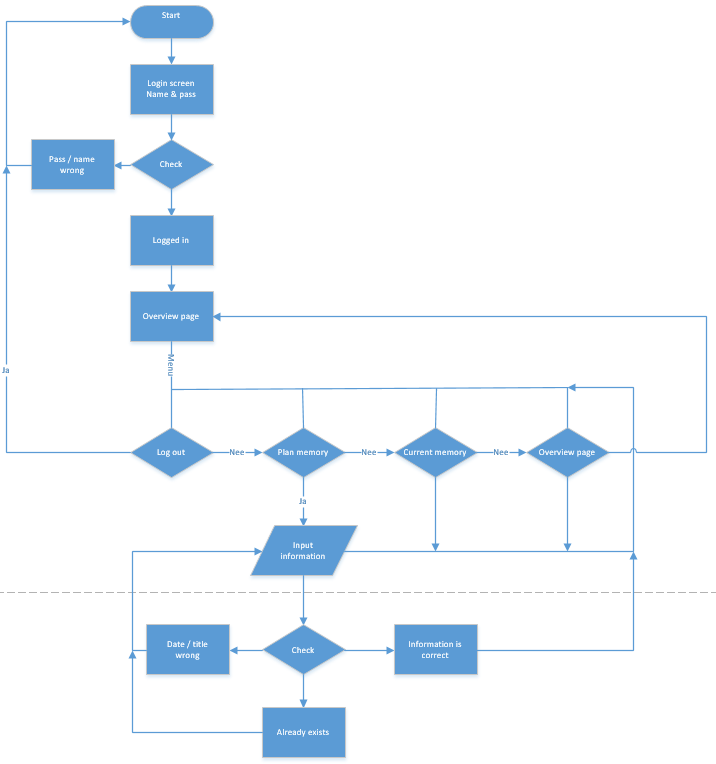 Start
Login screen
Name & pass
Pass / name
wrong
Check
Logged in
Overview page
Menu
Ja
Log out
Nee
Plan memory
Nee
Current memory
Nee
Overview page
Ja
Input
information
Date / title
wrong
Check
Information is
correct
Already exists